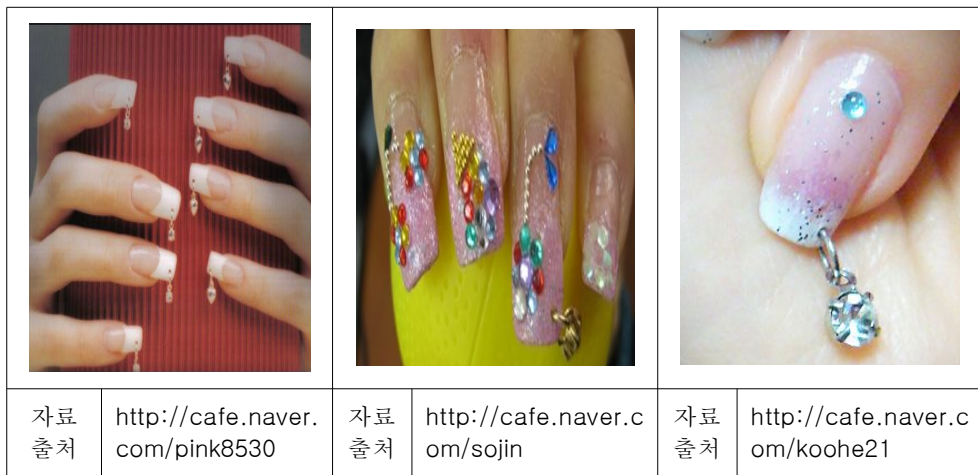 자료
출처
http://cafe.naver.
com/pink8530
자료
출처
http://cafe.naver.c
om/sojin
자료
출처
http://cafe.naver.c
om/koohe21